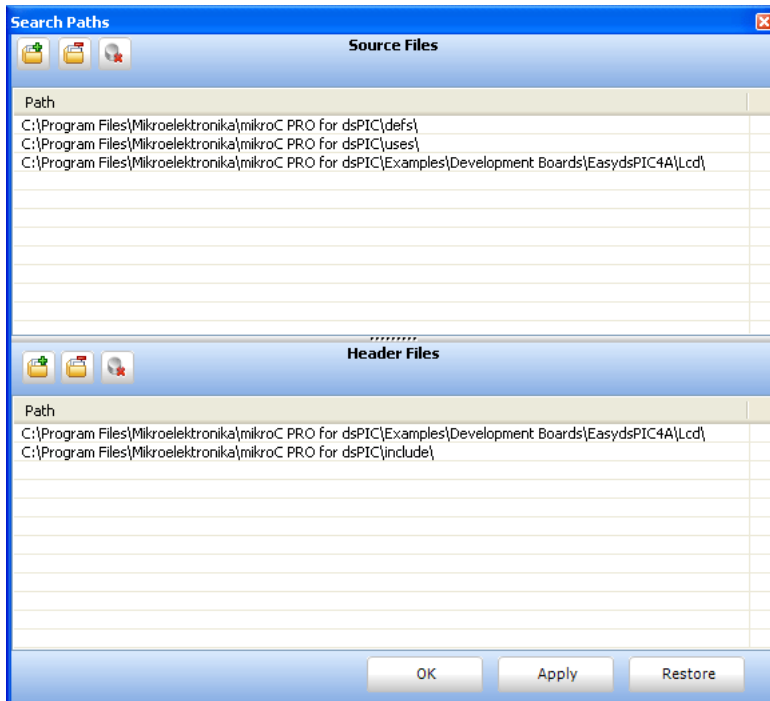 Search Paths
Source Files
Path
C:\Program Files\Mikroelektronika\mikroC PRO for dsPIC\defs\
C:\Program Files\Mikroelektronika\mikroC PRO for dsPIC\uses\
C:\Program Files\Mikroelektronika\mikroC PRO for dsPIC\Examples\Development Boards\EasydsPIC4A\Lcd\
Header Files
Path
C:\Program Files\Mikroelektronika\mikroC PRO for dsPIC\Examples\Development Boards\EasydsPIC4A\Lcd\
C:\Program Files\Mikroelektronika\mikroC PRO for dsPIC\include\
OK Apply Restore